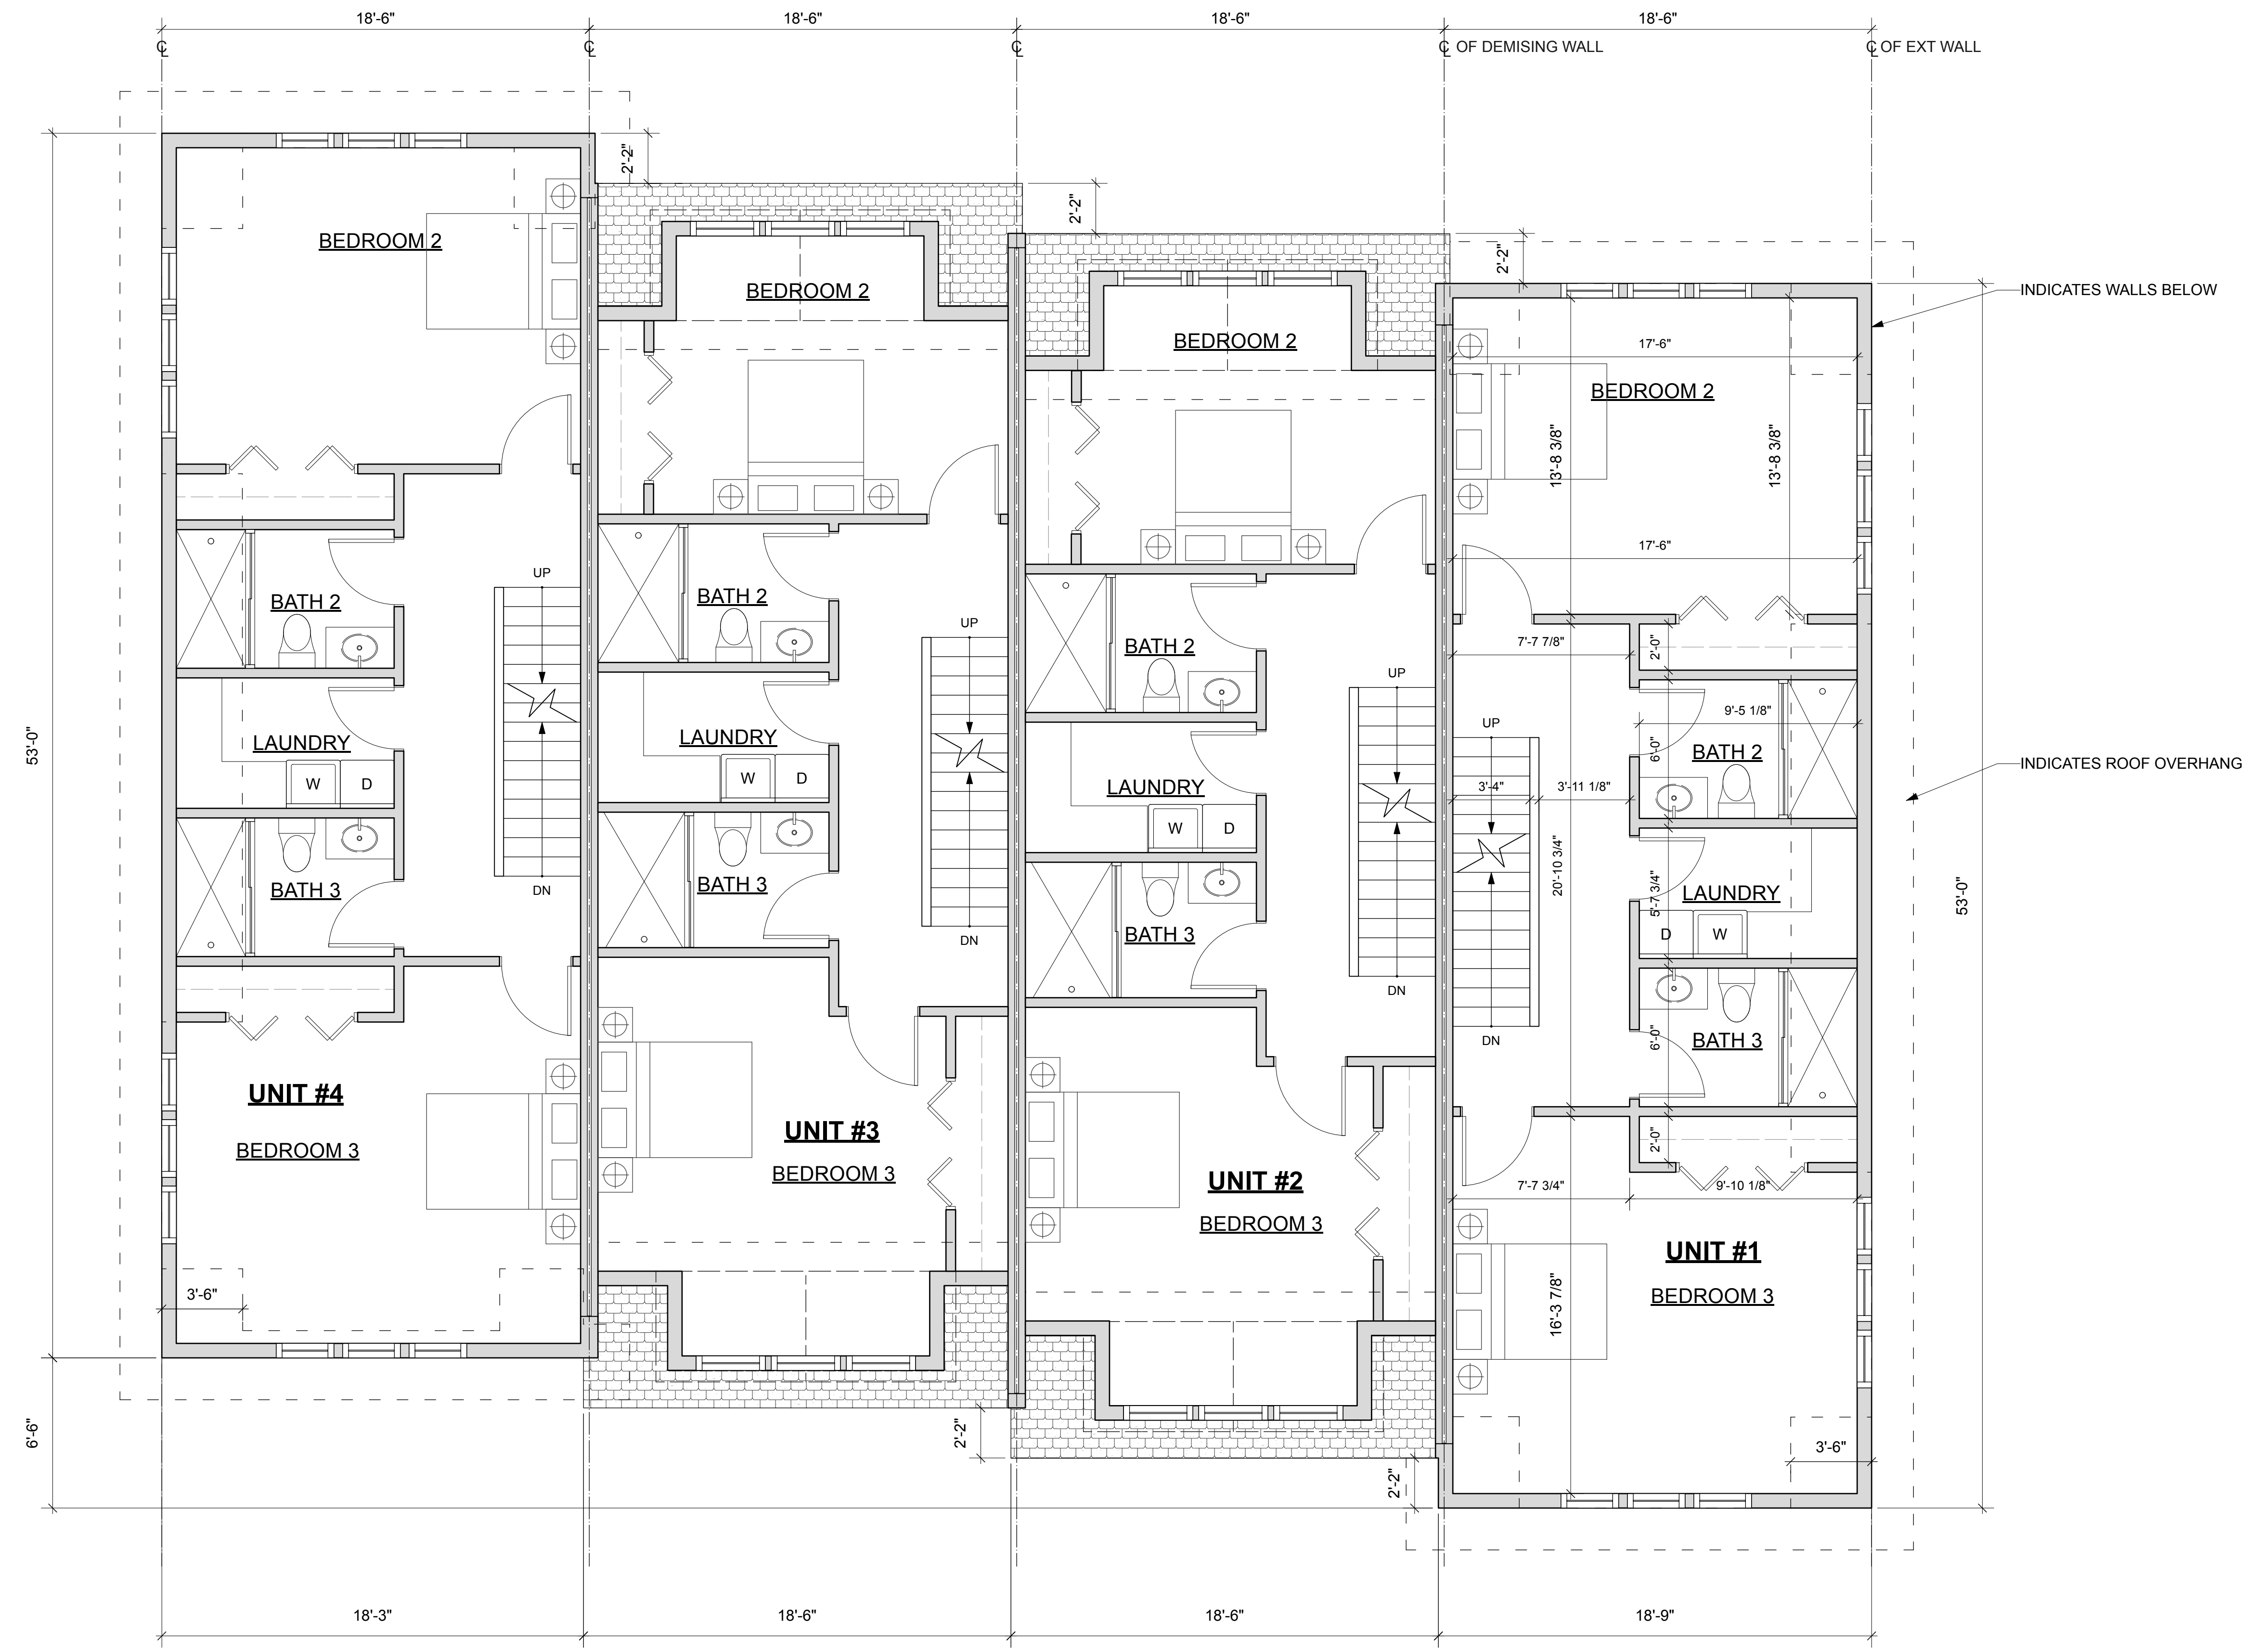 18'-6"
18'-6"
18'-6"
18'-6"
℄
℄
℄
℄ OF DEMISING WALL
℄ OF EXT WALL
2'-2"
2'-2"
2'-2"
BEDROOM 2
BEDROOM 2
BEDROOM 2
BEDROOM 2
INDICATES WALLS BELOW
17'-6"
13'-8 3/8"
13'-8 3/8"
17'-6"
UP
UP
UP
UP
BATH 2
BATH 2
BATH 2
BATH 2
7'-7 7/8"
2'-0"
9'-5 1/8"
6'-0"
53'-0"
LAUNDRY
LAUNDRY
LAUNDRY
LAUNDRY
W
D
W
D
W
D
D
W
3'-4"
3'-11 1/8"
INDICATES ROOF OVERHANG
20'-10 3/4"
5'-7 3/4"
53'-0"
BATH 3
BATH 3
BATH 3
BATH 3
DN
DN
DN
DN
6'-0"
2'-0"
UNIT #4
BEDROOM 3
UNIT #3
BEDROOM 3
UNIT #2
BEDROOM 3
7'-7 3/4"
9'-10 1/8"
UNIT #1
BEDROOM 3
3'-6"
16'-3 7/8"
6'-6"
2'-2"
2'-2"
3'-6"
18'-3"
18'-6"
18'-6"
18'-9"